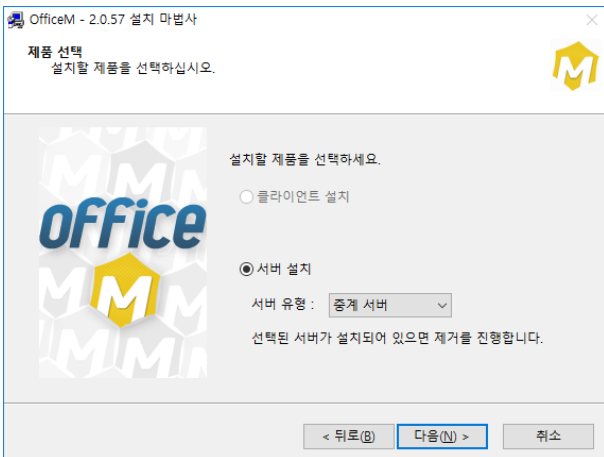 OfficeM - 2.0.57 설치 마법사
제품 선택
설치할 제품을 선택하십시오.
M
설치할 제품을 선택하세요.
클라이언트 설치
office
M
서버 설치
서버 유형 : 중계 서버
선택된 서버가 설치되어 있으면 제거를 진행합니다.
< 뒤로(B) 다음(N) > 취소